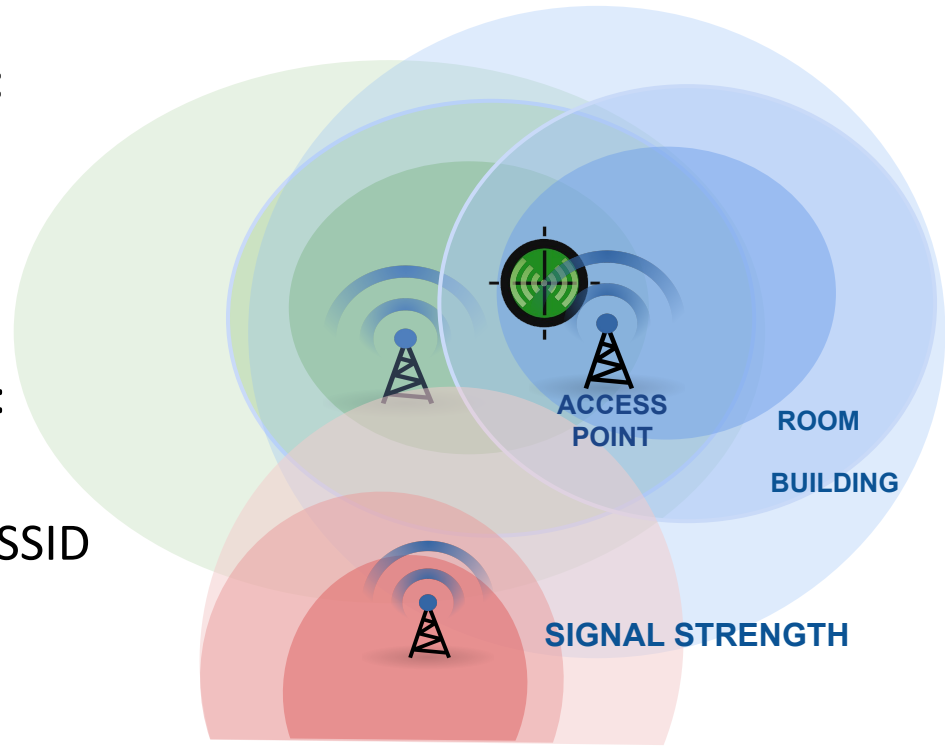 :
:
SSID
ACCESS
POINT
ROOM
BUILDING
SIGNAL STRENGTH